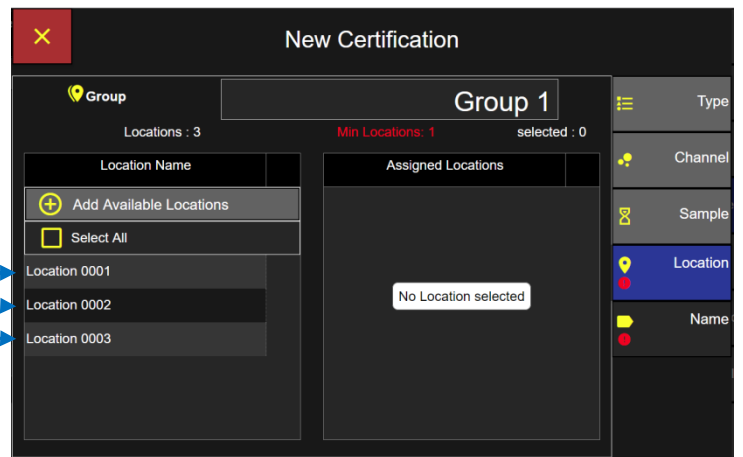 New Certification
Group
Group 1
Type
Locations : 3
Min Locations: 1
selected : 0
Location Name
Assigned Locations
Channel
Add Available Locations
Sample
Select All
Location 0001
Location
Location 0002
No Location selected
Name
Location 0003